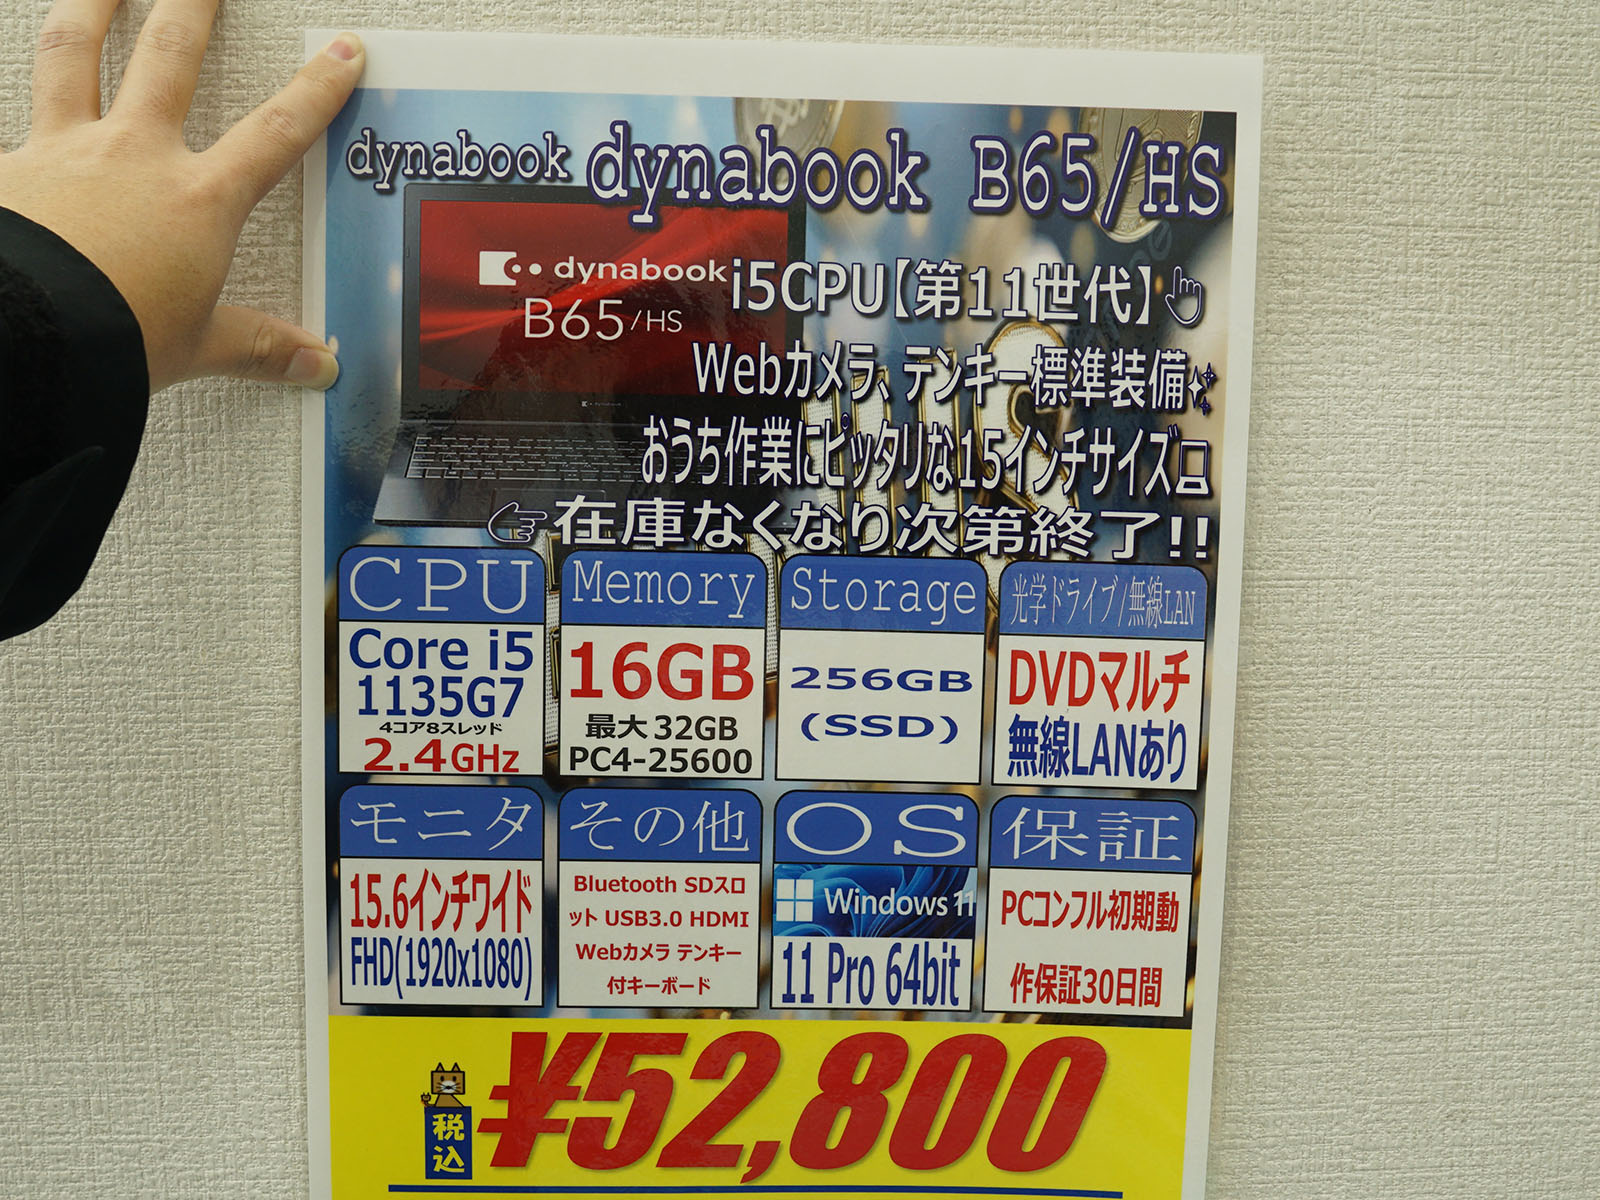 dynabook dynabook B65/HS
dynabook
B65/HS
i5CPU【第11世代】
Webカメラ、テンキー標準装備
おうち作業にピッタリな15インチサイズ
在庫なくなり次第終了!!
CPU
Core i5
1135G7
4コア8スレッド
2.4GHz
Memory
16GB
最大 32GB
PC4-25600
Storage
256GB
(SSD)
光学ドライブ/無線LAN
DVDマルチ
無線LANあり
モニタ
15.6インチワイド
FHD(1920x1080)
その他
Bluetooth SDスロ
ット USB3.0 HDMI
Webカメラ テンキー
付キーボード
OS
Windows 11
11 Pro 64bit
保証
PCコンフル初期動
作保証30日間
税込
¥52,800